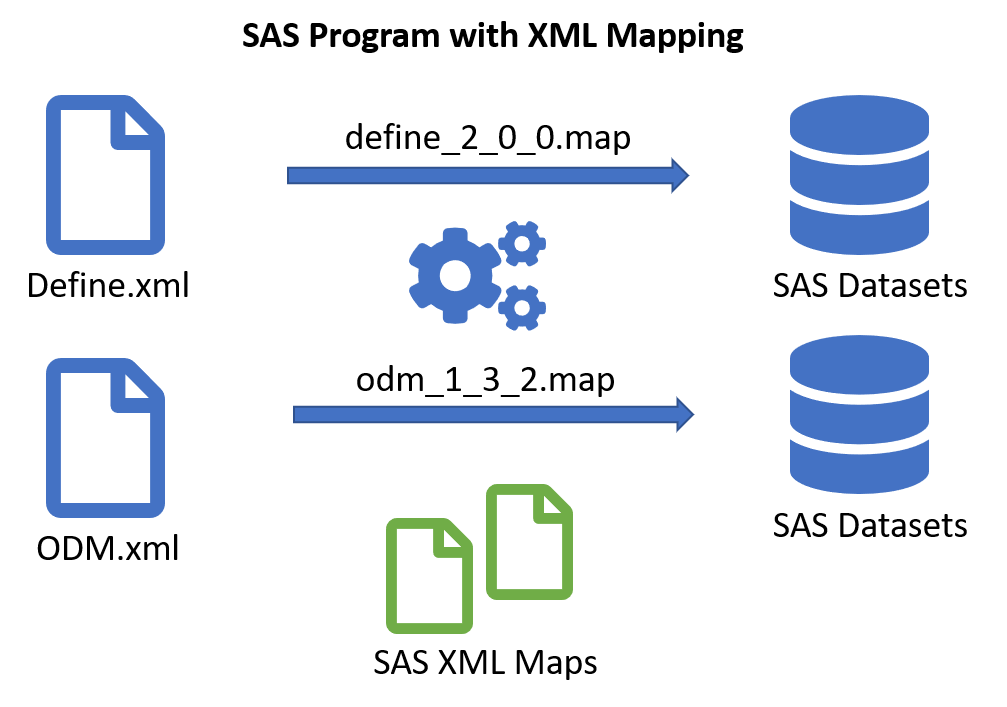 SAS Program with XML Mapping
define_2_0_0.map
Define.xml
SAS Datasets
odm_1_3_2.map
ODM.xml
SAS Datasets
SAS XML Maps